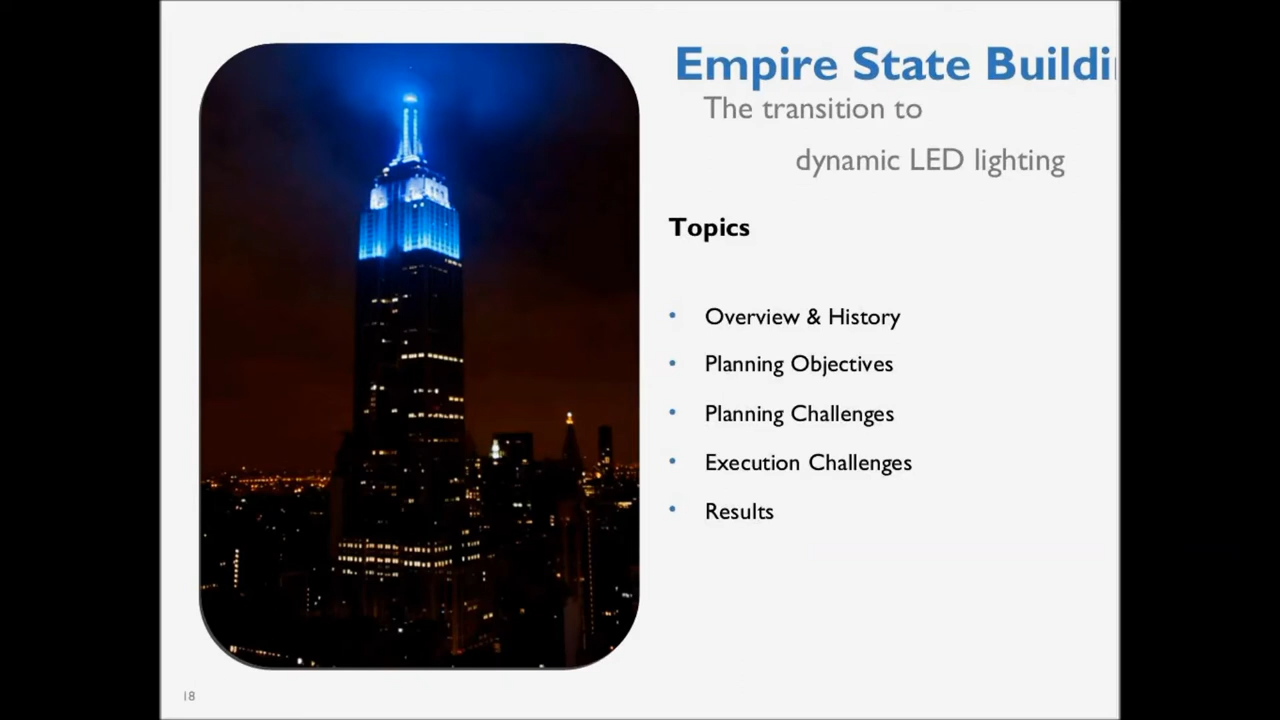 Empire State Buildi
The transition to
dynamic LED lighting
Topics
• Overview & History
• Planning Objectives
• Planning Challenges
• Execution Challenges
• Results
18